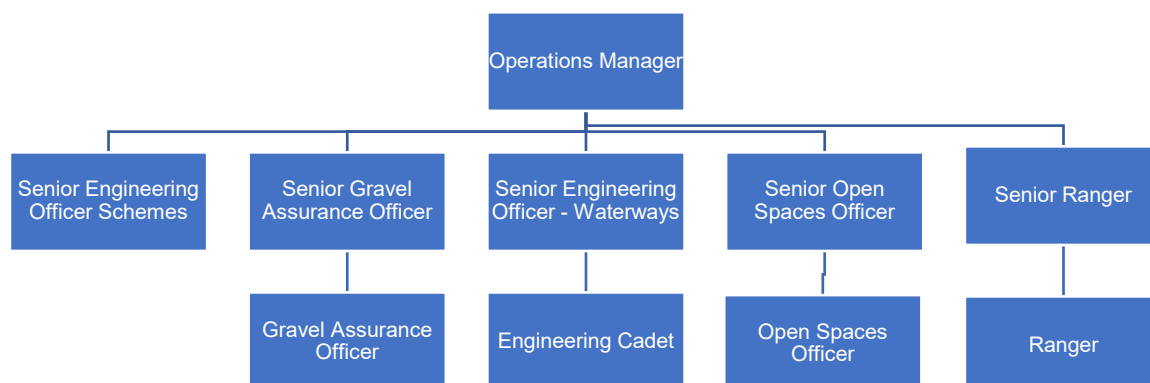 Operations Manager
Senior Engineering
Officer Schemes
Senior Gravel
Assurance Officer
Senior Engineering
Officer - Waterways
Senior Open
Spaces Officer
Senior Ranger
Gravel Assurance
Officer
Engineering Cadet
Open Spaces
Officer
Ranger